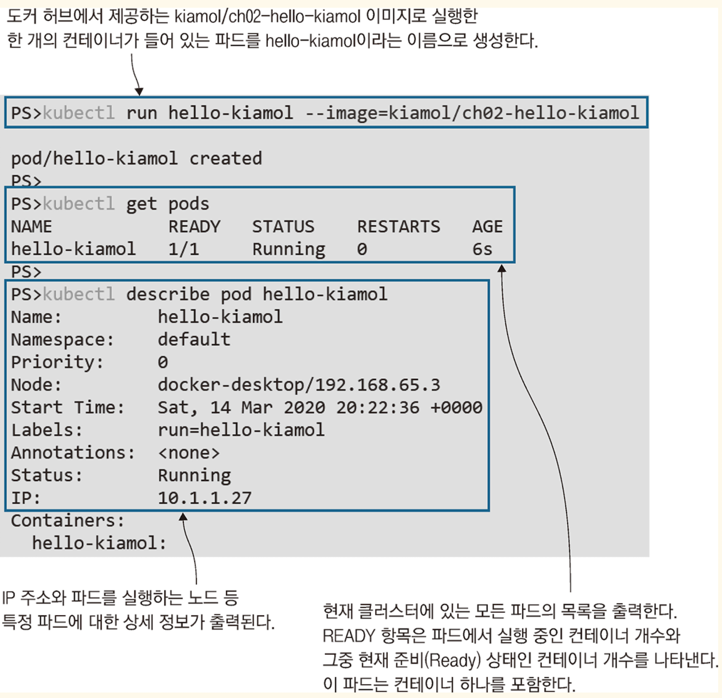 도커 허브에서 제공하는 kiamol/ch02-hello-kiamol 이미지로 실행한
한 개의 컨테이너가 들어 있는 파드를 hello-kiamol이라는 이름으로 생성한다.
PS>kubectl run hello-kiamol --image=kiamol/ch02-hello-kiamol
pod/hello-kiamol created
PS>
PS>kubectl get pods
NAME READY STATUS RESTARTS AGE
hello-kiamol 1/1 Running 0 6s
PS>
PS>kubectl describe pod hello-kiamol
Name: hello-kiamol
Namespace: default
Priority: 0
Node: docker-desktop/192.168.65.3
Start Time: Sat, 14 Mar 2020 20:22:36 +0000
Labels: run=hello-kiamol
Annotations: <none>
Status: Running
IP: 10.1.1.27
Containers:
hello-kiamol:
IP 주소와 파드를 실행하는 노드 등
특정 파드에 대한 상세 정보가 출력된다.
현재 클러스터에 있는 모든 파드의 목록을 출력한다.
READY 항목은 파드에서 실행 중인 컨테이너 개수와
그중 현재 준비(Ready) 상태인 컨테이너 개수를 나타낸다.
이 파드는 컨테이너 하나를 포함한다.